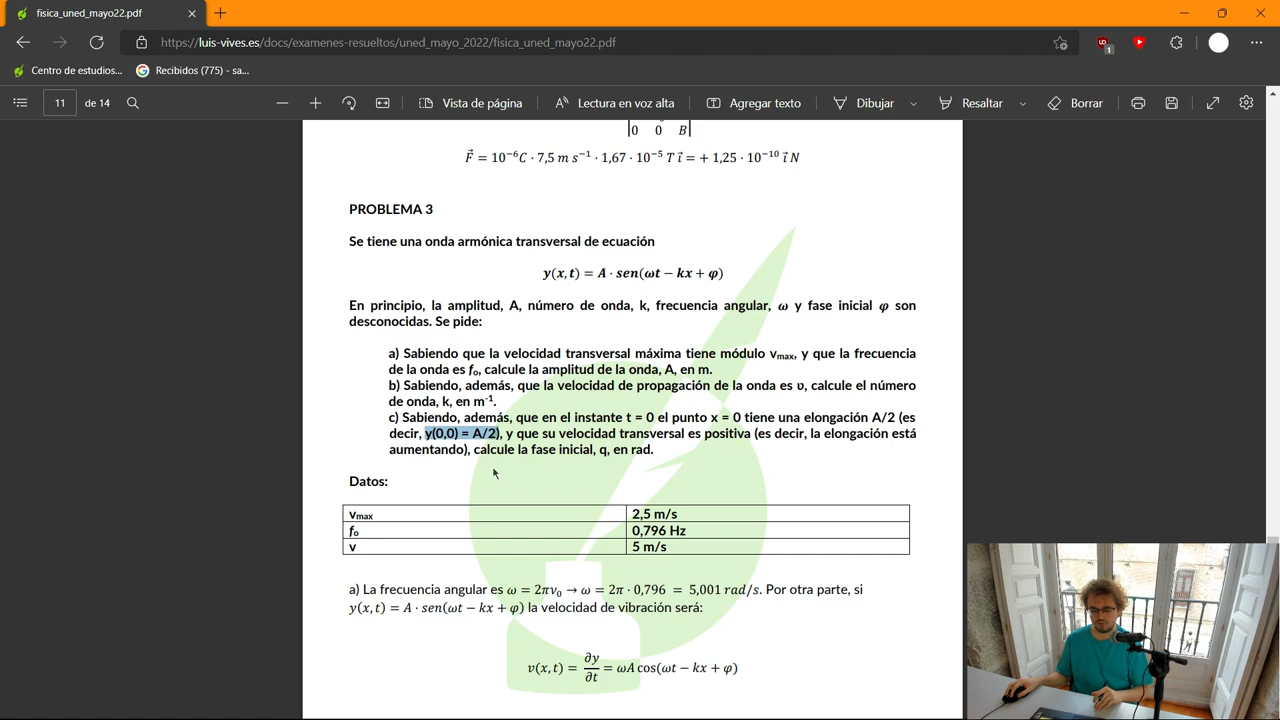 fisica_uned_mayo22.pdf
https://luis-vives.es/docs/examenes-resueltos/uned_mayo_2022/fisica_uned_mayo22.pdf
Centro de estudios... Recibidos (775) - sa...
11 de 14 Vista de página Lectura en voz alta Agregar texto Dibujar Resaltar Borrar
|0 0 B|
F⃗ = 10⁻⁶C · 7,5 m s⁻¹ · 1,67 · 10⁻⁵ T i⃗ = + 1,25 · 10⁻¹⁰ i⃗ N
PROBLEMA 3
Se tiene una onda armónica transversal de ecuación
y(x,t) = A · sen(ωt − kx + φ)
En principio, la amplitud, A, número de onda, k, frecuencia angular, ω y fase inicial φ son
desconocidas. Se pide:
a) Sabiendo que la velocidad transversal máxima tiene módulo vₘₐₓ, y que la frecuencia
de la onda es fₒ, calcule la amplitud de la onda, A, en m.
b) Sabiendo, además, que la velocidad de propagación de la onda es υ, calcule el número
de onda, k, en m⁻¹.
c) Sabiendo, además, que en el instante t = 0 el punto x = 0 tiene una elongación A/2 (es
decir, y(0,0) = A/2), y que su velocidad transversal es positiva (es decir, la elongación está
aumentando), calcule la fase inicial, q, en rad.
Datos:
vₘₐₓ 2,5 m/s
fₒ 0,796 Hz
v 5 m/s
a) La frecuencia angular es ω = 2πν₀ → ω = 2π · 0,796 = 5,001 rad/s. Por otra parte, si
y(x,t) = A · sen(ωt − kx + φ) la velocidad de vibración será:
v(x,t) = ∂y/∂t = ωA cos(ωt − kx + φ)